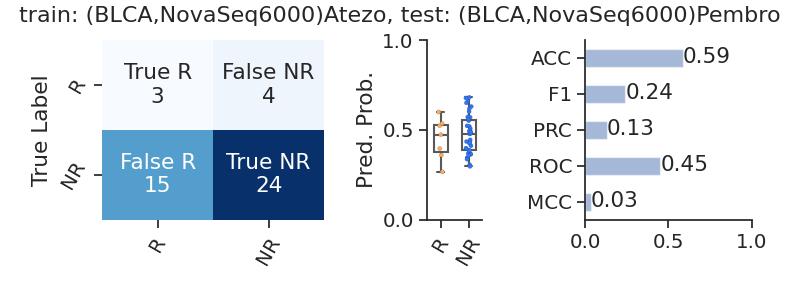 train: (BLCA,NovaSeq6000)Atezo, test: (BLCA,NovaSeq6000)Pembro
True Label
R
NR
True R
3
False NR
4
False R
15
True NR
24
R
NR
Pred. Prob.
1.0
0.5
0.0
R
NR
ACC
0.59
F1
0.24
PRC
0.13
ROC
0.45
MCC
0.03
0.0
0.5
1.0